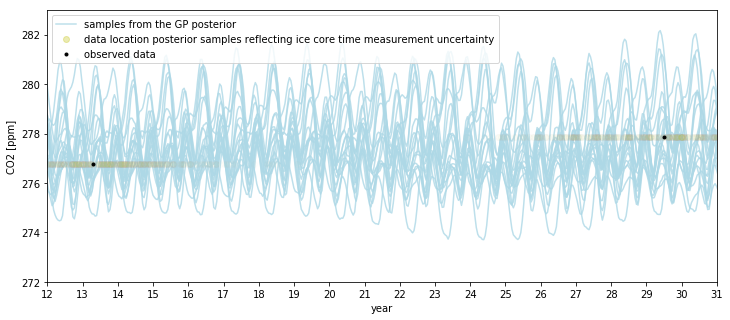 samples from the GP posterior
data location posterior samples reflecting ice core time measurement uncertainty
observed data
CO2 [ppm]
282
280
278
276
274
272
12 13 14 15 16 17 18 19 20 21 22 23 24 25 26 27 28 29 30 31
year